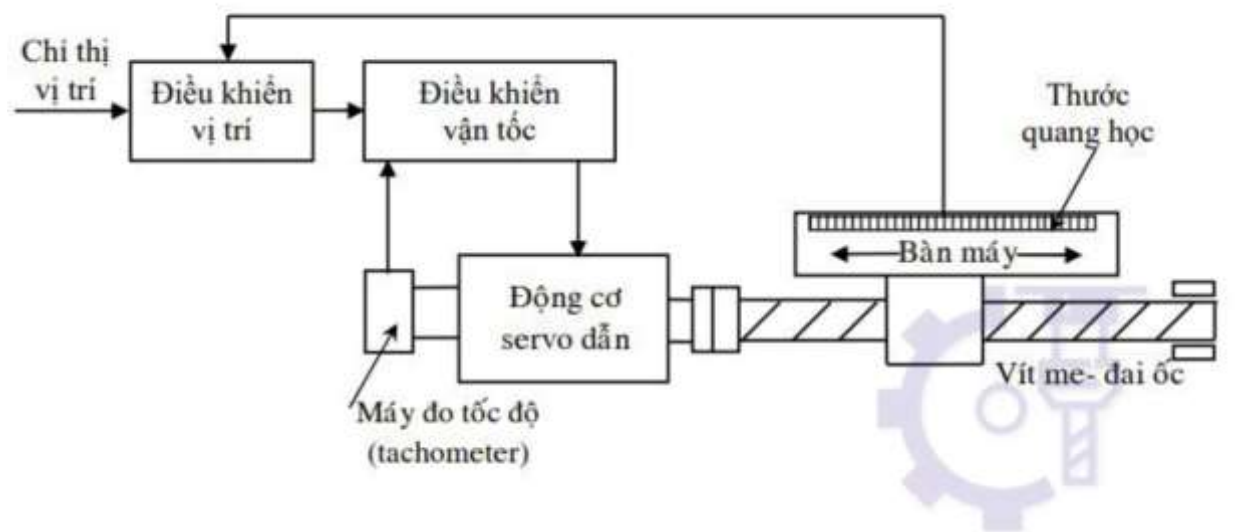 Chỉ thị
vị trí
Điều khiển
vị trí
Điều khiển
vận tốc
Thước
quang học
Bàn máy
Động cơ
servo dẫn
Vít me- đai ốc
Máy đo tốc độ
(tachometer)